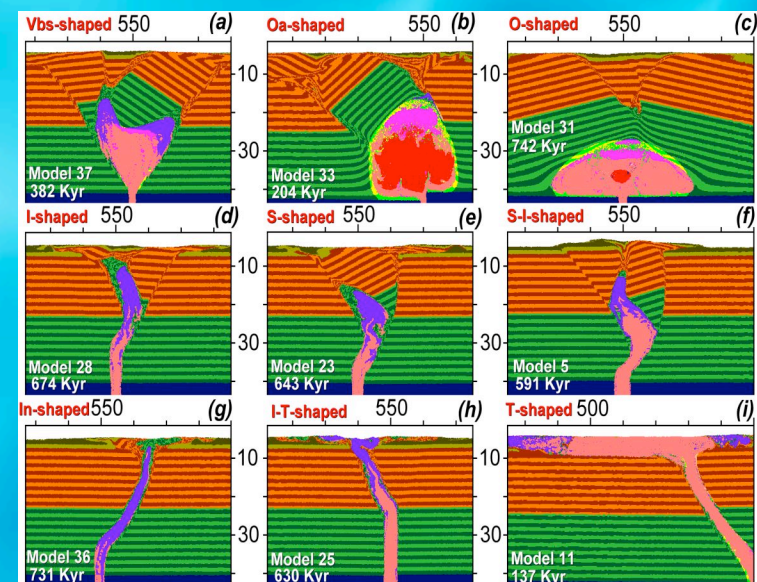 Vbs-shaped 550 (a)
Oa-shaped 550 (b)
O-shaped 550 (c)
10
30
Model 37
382 Kyr
Model 33
204 Kyr
10
30
Model 31
742 Kyr
I-shaped 550 (d)
S-shaped 550 (e)
S-I-shaped 550 (f)
10
30
Model 28
674 Kyr
Model 23
643 Kyr
10
30
Model 5
591 Kyr
In-shaped 550 (g)
I-T-shaped 550 (h)
T-shaped 500 (i)
10
30
Model 36
731 Kyr
Model 25
630 Kyr
10
30
Model 11
137 Kyr